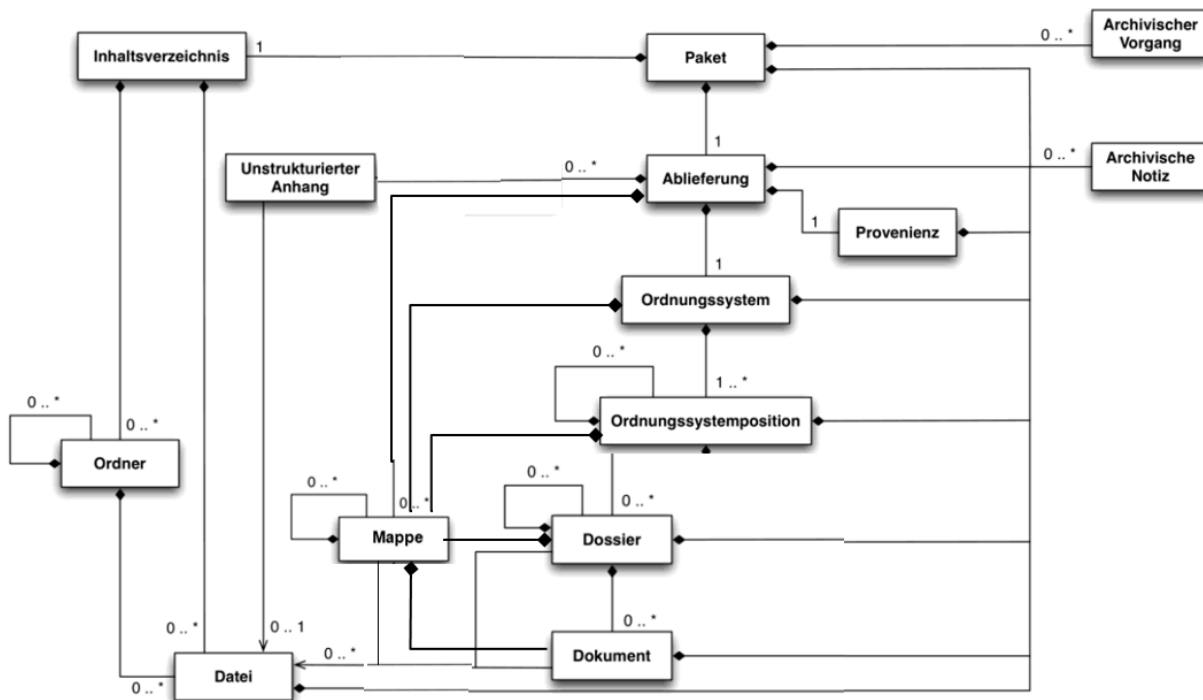 Inhaltsverzeichnis
1
Paket
0 .. *
Archivischer
Vorgang
1
Unstrukturierter
Anhang
0 .. *
Ablieferung
0 .. *
Archivische
Notiz
1
Provenienz
1
Ordnungssystem
0 .. *
1 .. *
Ordnungssystemposition
0 .. *
0 .. *
Ordner
0 .. *
0 .. *
0 .. *
0 .. *
Mappe
Dossier
0 .. *
0 .. 1
0 .. *
0 .. *
Dokument
Datei
0 .. *